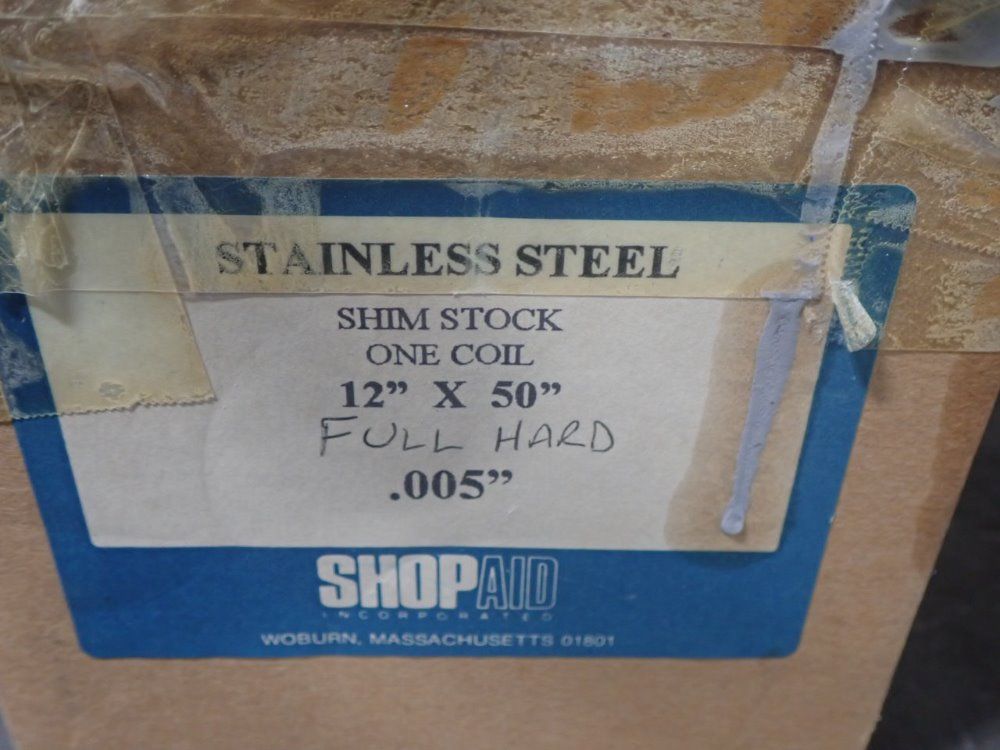 STAINLESS STEEL
SHIM STOCK
ONE COIL
12” X 50”
FULL HARD
.005”
SHOPAID
INCORPORATED
WOBURN, MASSACHUSETTS 01801